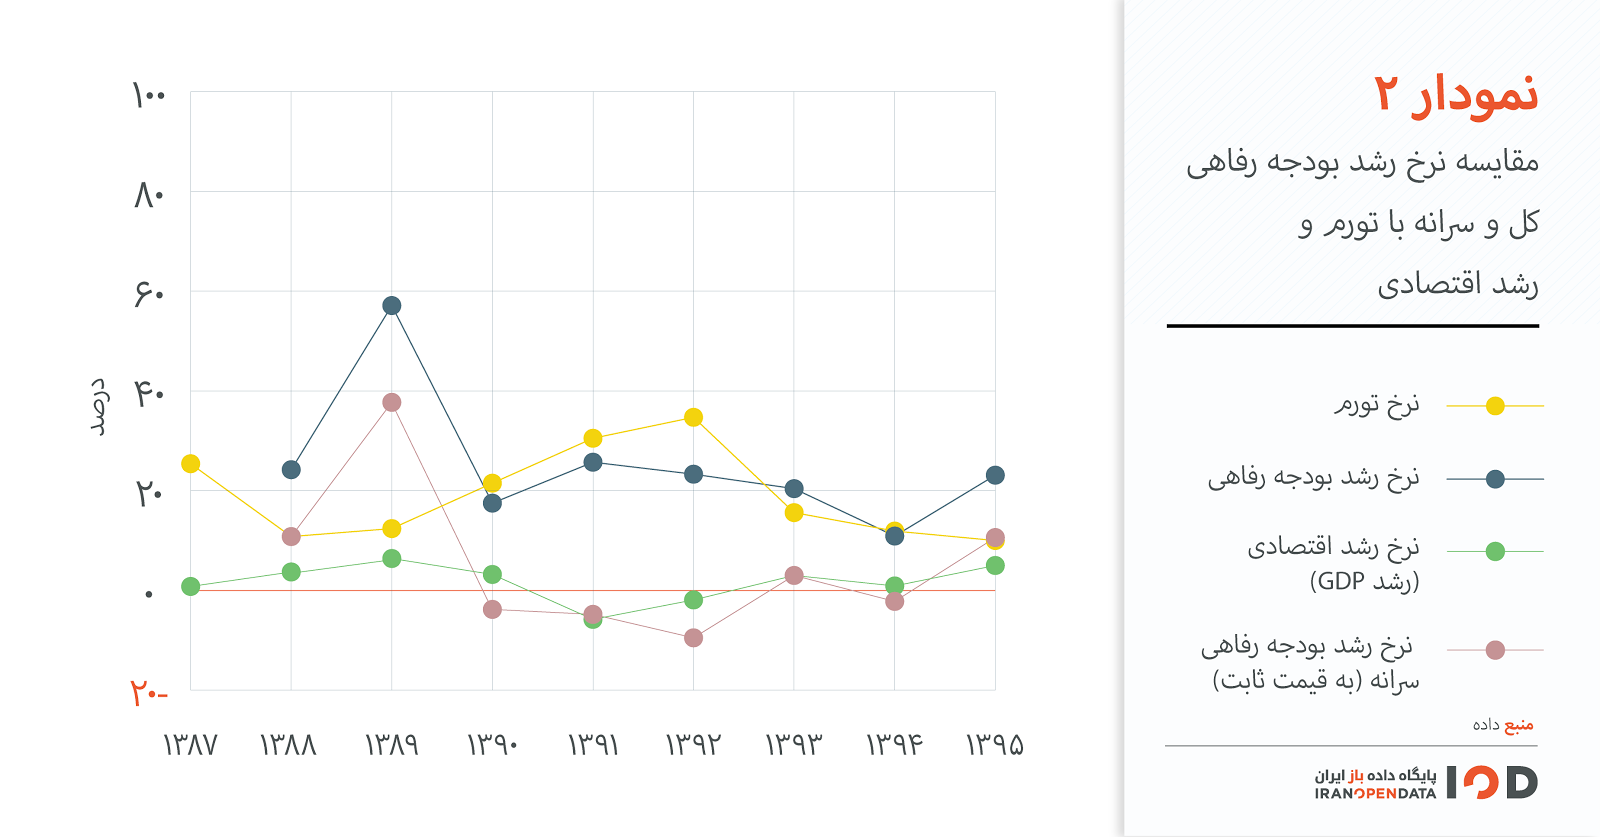 نمودار ۲
مقایسه نرخ رشد بودجه رفاهی
کل و سرانه با تورم و
رشد اقتصادی
نرخ تورم
نرخ رشد بودجه رفاهی
نرخ رشد اقتصادی
(رشد GDP)
نرخ رشد بودجه رفاهی
سرانه (به قیمت ثابت)
منبع داده
پایگاه داده باز ایران
IRANOPENDATA
IOD
درصد
۱۰۰
۸۰
۶۰
۴۰
۲۰
۰
۲۰-
۱۳۸۷ ۱۳۸۸ ۱۳۸۹ ۱۳۹۰ ۱۳۹۱ ۱۳۹۲ ۱۳۹۳ ۱۳۹۴ ۱۳۹۵